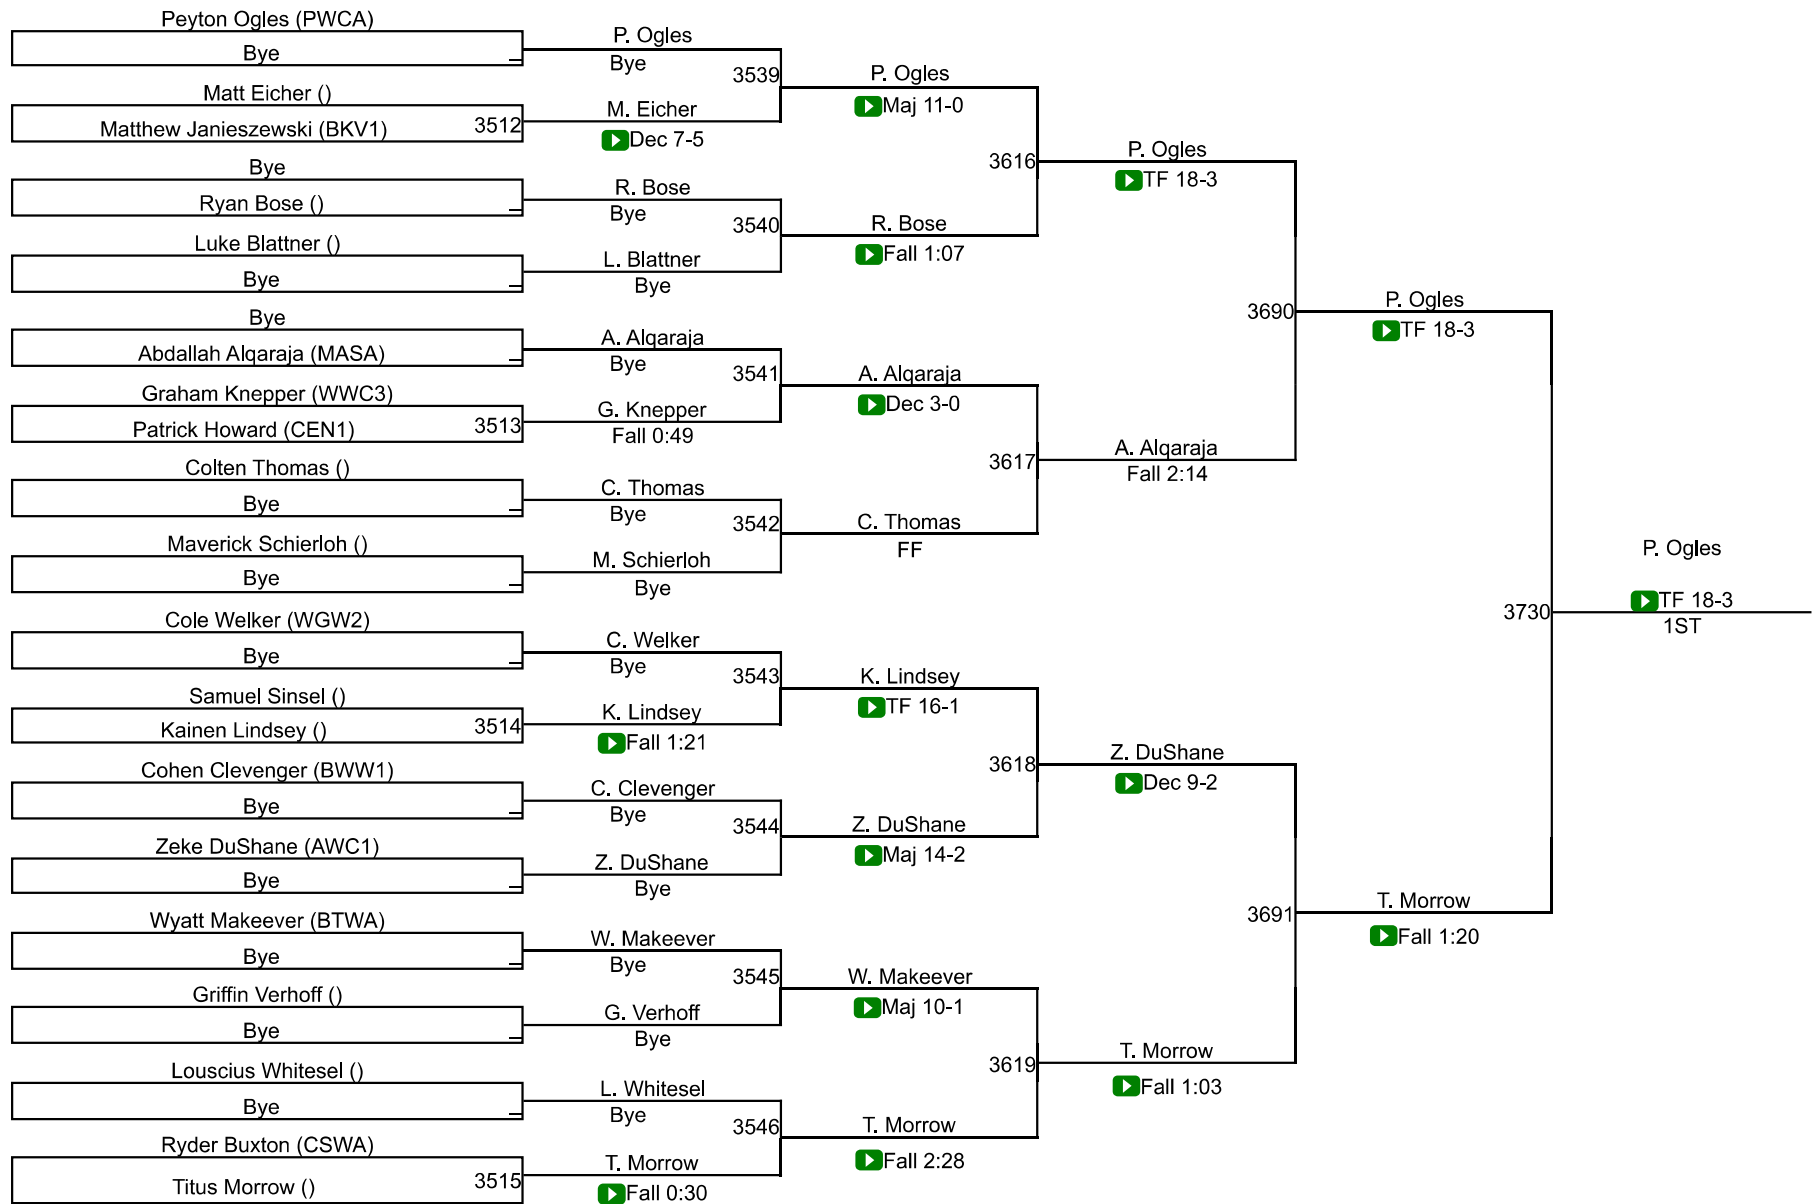 Peyton Ogles (PWCA)
Bye
Matt Eicher ()
Matthew Janieszewski (BKV1)
3512
Bye
Ryan Bose ()
Luke Blattner ()
Bye
Bye
Abdallah Alqaraja (MASA)
Graham Knepper (WWC3)
Patrick Howard (CEN1)
3513
Colten Thomas ()
Bye
Maverick Schierloh ()
Bye
Cole Welker (WGW2)
Bye
Samuel Sinsel ()
Kainen Lindsey ()
3514
Cohen Clevenger (BWW1)
Bye
Zeke DuShane (AWC1)
Bye
Wyatt Makeever (BTWA)
Bye
Griffin Verhoff ()
Bye
Louscius Whitesel ()
Bye
Ryder Buxton (CSWA)
Titus Morrow ()
3515
P. Ogles
Bye
3539
M. Eicher
Dec 7-5
R. Bose
Bye
3540
L. Blattner
Bye
A. Alqaraja
Bye
3541
G. Knepper
Fall 0:49
C. Thomas
Bye
3542
M. Schierloh
Bye
C. Welker
Bye
3543
K. Lindsey
Fall 1:21
C. Clevenger
Bye
3544
Z. DuShane
Bye
W. Makeever
Bye
3545
G. Verhoff
Bye
L. Whitesel
Bye
3546
T. Morrow
Fall 0:30
P. Ogles
Maj 11-0
3616
R. Bose
Fall 1:07
A. Alqaraja
Dec 3-0
3617
C. Thomas
FF
K. Lindsey
TF 16-1
3618
Z. DuShane
Maj 14-2
W. Makeever
Maj 10-1
3619
T. Morrow
Fall 2:28
P. Ogles
TF 18-3
3690
A. Alqaraja
Fall 2:14
Z. DuShane
Dec 9-2
3691
T. Morrow
Fall 1:03
P. Ogles
TF 18-3
3730
T. Morrow
Fall 1:20
P. Ogles
TF 18-3
1ST